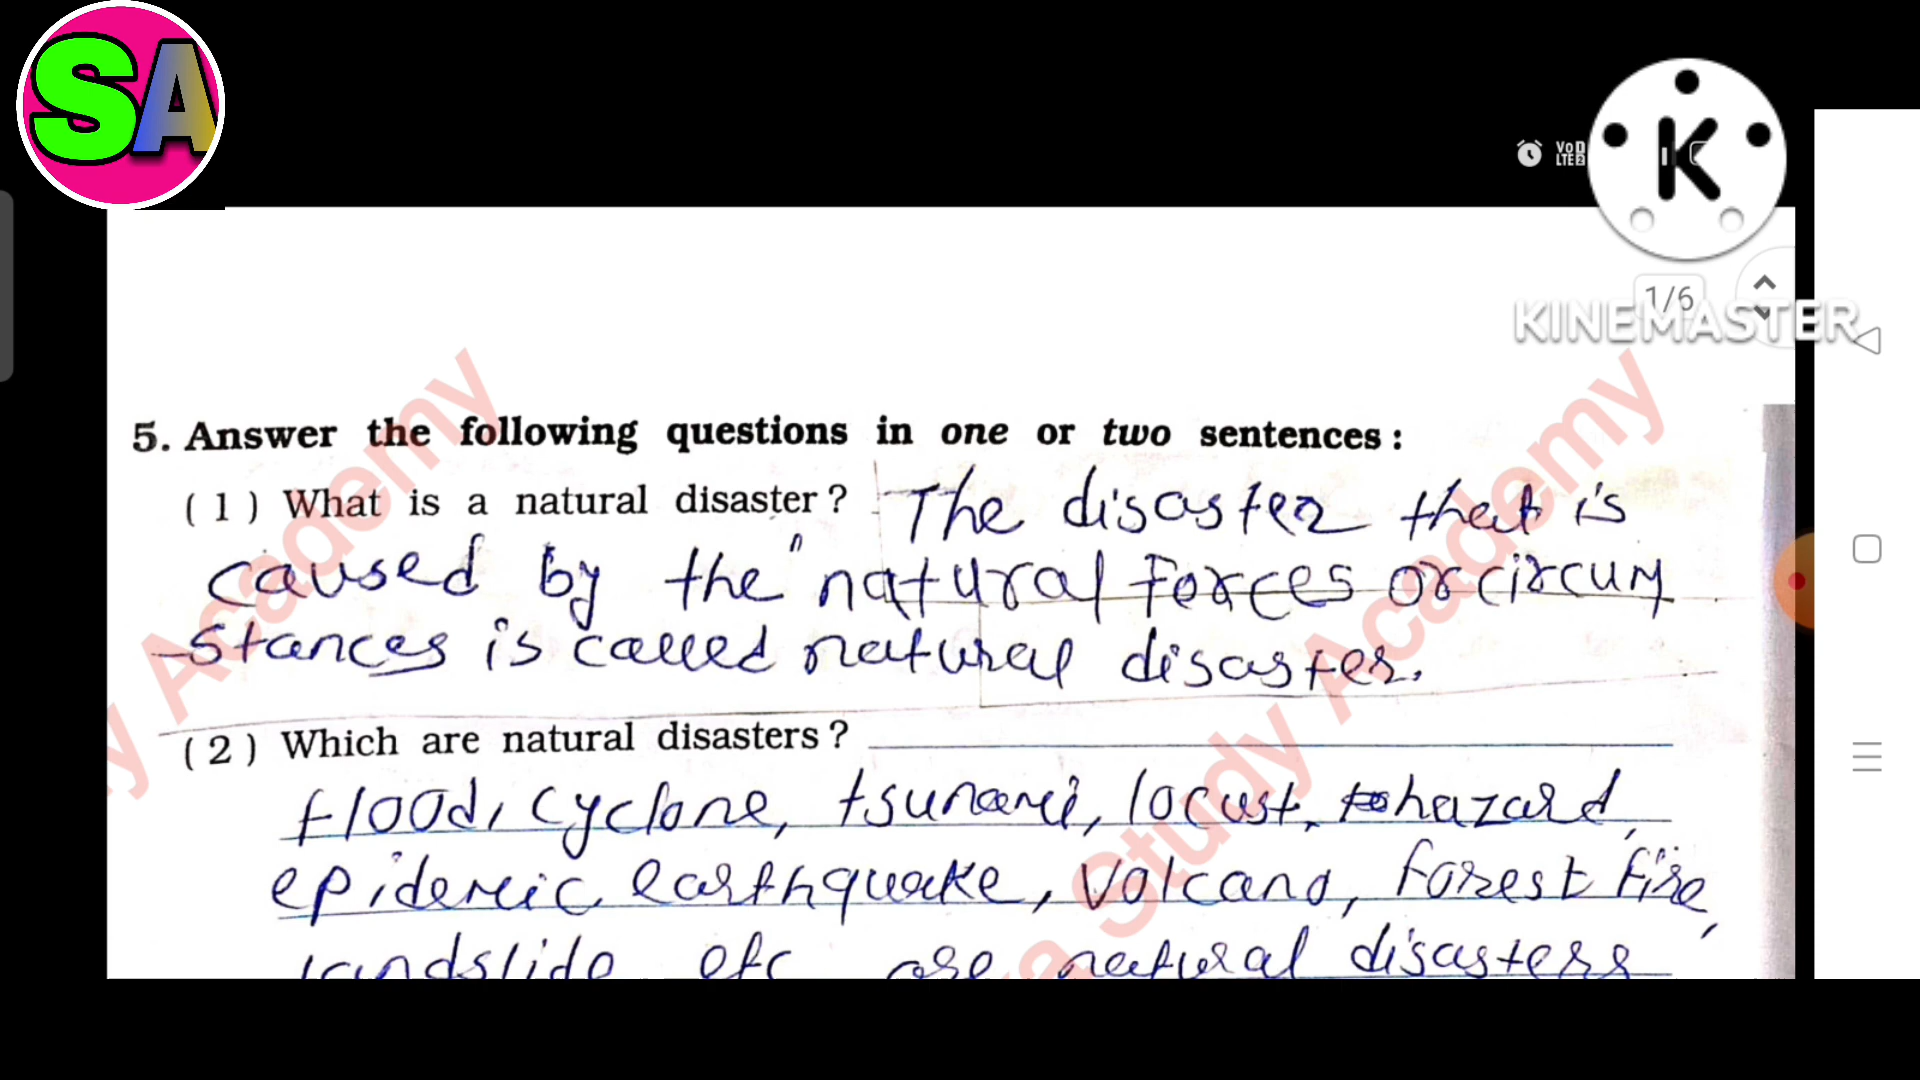 SA
VoD
LTE 2
K
1/6
KINEMASTER
5. Answer the following questions in one or two sentences :
( 1 ) What is a natural disaster ? The disaster that is
caused by the natural Forces or circum
-stances is called natural disaster.
( 2 ) Which are natural disasters ?
flood, cyclone, tsunami, locust, hazard,
epidemic, earthquake, Volcano, Forest Fire,
landslide etc are natural disasters
y Academy
Study Academy